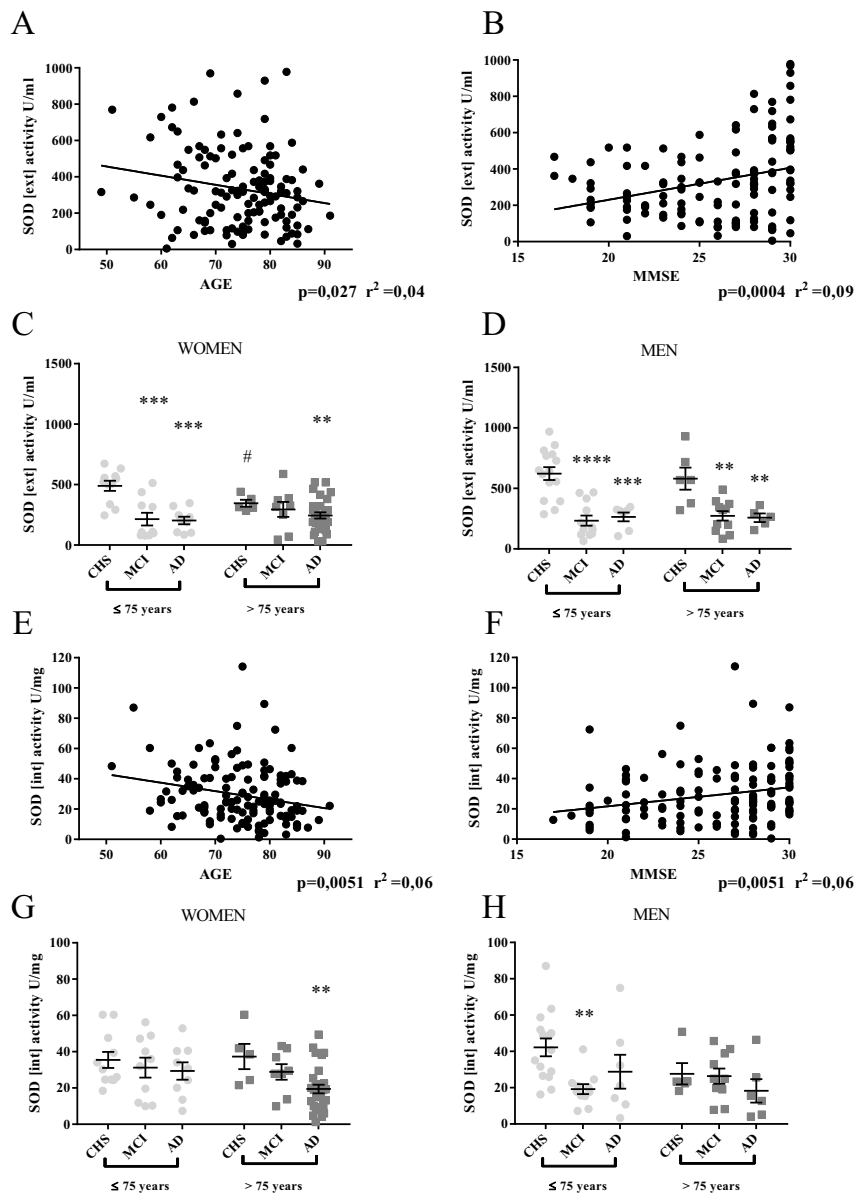 A
SOD [ext] activity U/ml
1000
800
600
400
200
0
50 60 70 80 90
AGE
p=0,027 r² =0,04
B
SOD [ext] activity U/ml
1000
800
600
400
200
0
15 20 25 30
MMSE
p=0,0004 r² =0,09
C
WOMEN
SOD [ext] activity U/ml
1500
1000
500
0
*** *** # **
CHS MCI AD CHS MCI AD
≤ 75 years > 75 years
D
MEN
SOD [ext] activity U/ml
1500
1000
500
0
**** *** ** **
CHS MCI AD CHS MCI AD
≤ 75 years > 75 years
E
SOD [int] activity U/mg
120
100
80
60
40
20
0
50 60 70 80 90
AGE
p=0,0051 r² =0,06
F
SOD [int] activity U/mg
120
100
80
60
40
20
0
15 20 25 30
MMSE
p=0,0051 r² =0,06
G
WOMEN
SOD [int] activity U/mg
100
80
60
40
20
0
**
CHS MCI AD CHS MCI AD
≤ 75 years > 75 years
H
MEN
SOD [int] activity U/mg
100
80
60
40
20
0
**
CHS MCI AD CHS MCI AD
≤ 75 years > 75 years